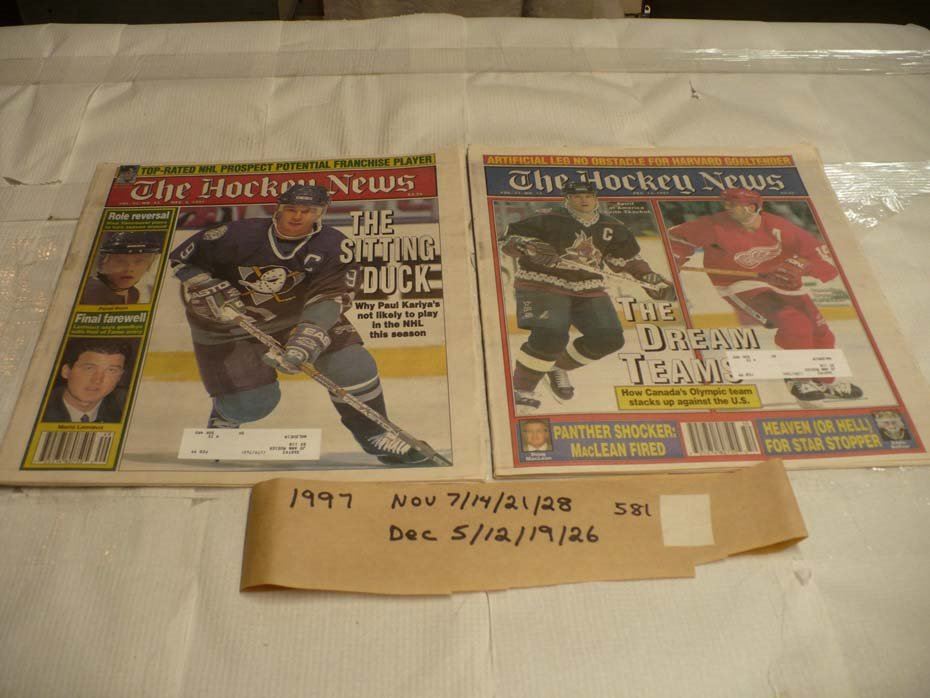 TOP-RATED NHL PROSPECT POTENTIAL FRANCHISE PLAYER
The Hockey News
Role reversal
THE
SITTING
DUCK
Why Paul Kariya's
not likely to play
in the NHL
this season
Final farewell
Mario Lemieux
ARTIFICIAL LEG NO OBSTACLE FOR HARVARD GOALTENDER
The Hockey News
THE
DREAM
TEAMS
How Canada's Olympic team
stacks up against the U.S.
PANTHER SHOCKER:
MACLEAN FIRED
HEAVEN (OR HELL)
FOR STAR STOPPER
1997 Nov 7/14/21/28 581
Dec 5/12/19/26